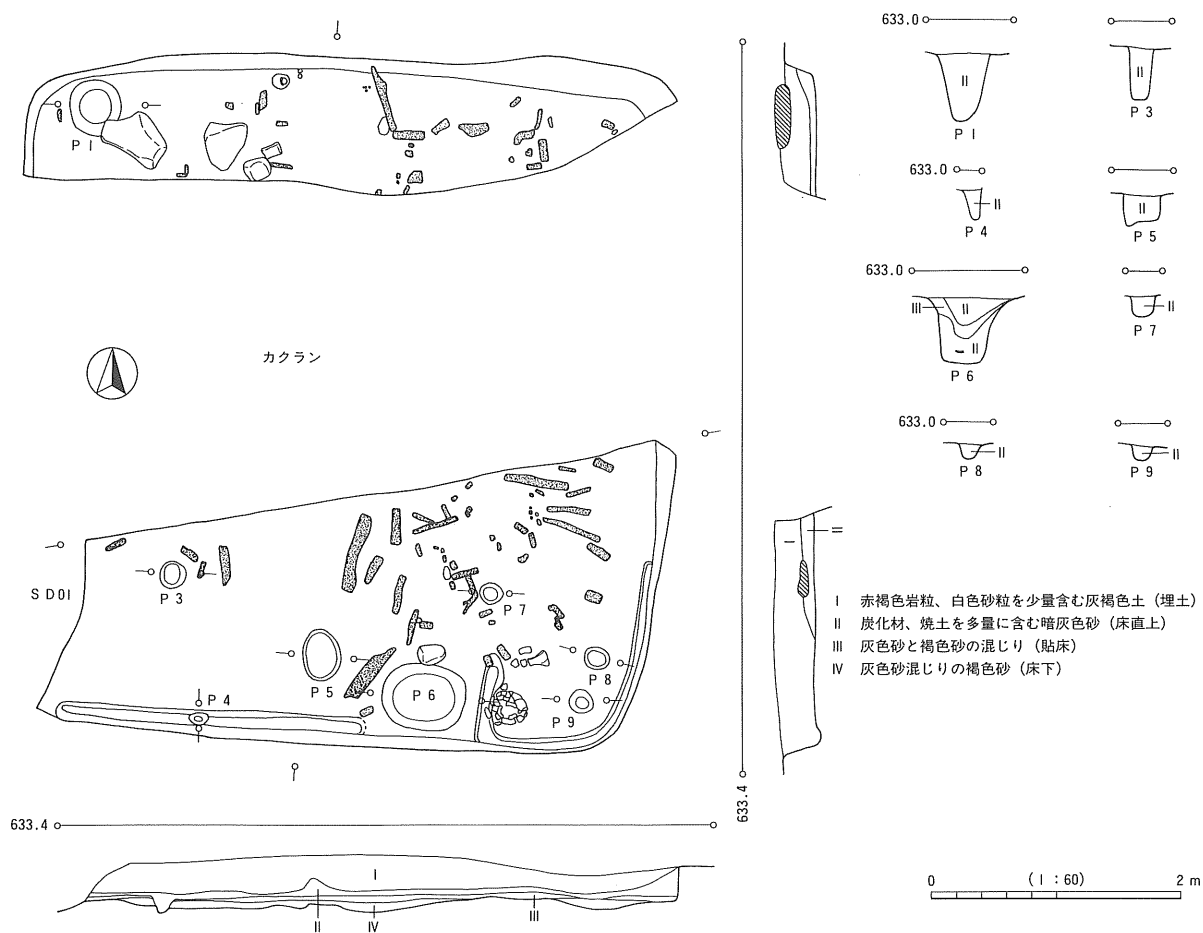 633.0
II
P 1
II
P 3
P 1
633.0
II
P 4
II
P 5
633.0
III
II
II
P 6
II
P 7
カクラン
633.0
II
P 8
II
P 9
SD01
P 3
P 7
P 5
P 6
P 8
P 4
P 9
I
II
I 赤褐色岩粒、白色砂粒を少量含む灰褐色土（埋土）
II 炭化材、焼土を多量に含む暗灰色砂（床直上）
III 灰色砂と褐色砂の混じり（貼床）
IV 灰色砂混じりの褐色砂（床下）
633.4
633.4
I
II
IV
III
0 (1:60) 2 m